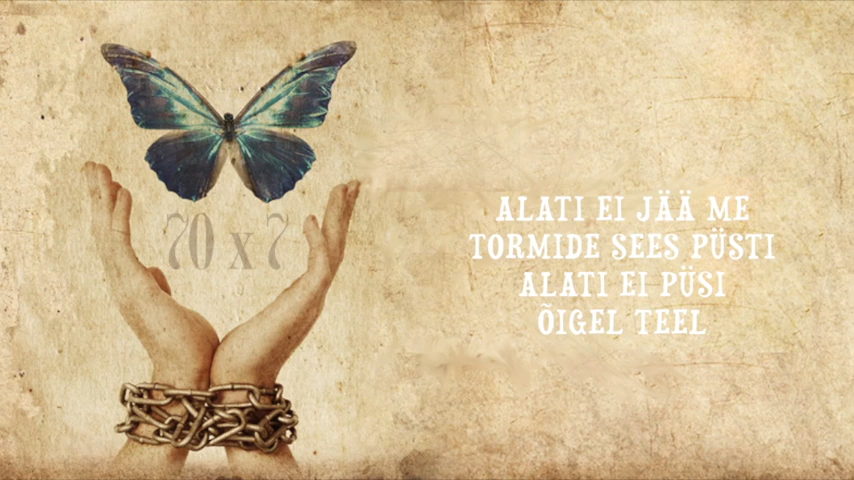 70 x 7
ALATI EI JÄÄ ME
TORMIDE SEES PÜSTI
ALATI EI PÜSI
ÕIGEL TEEL